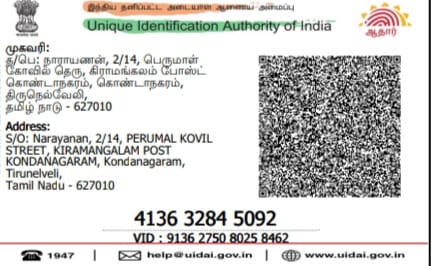 இந்திய தனிப்பட்ட அடையாள ஆணைய அமைப்பு
Unique Identification Authority of India
ஆதார்
முகவரி:
த/பெ: நாராயணன், 2/14, பெருமாள்
கோவில் தெரு, கிராமங்கலம் போஸ்ட்
கொண்டாநகரம், கொண்டாநகரம்,
திருநெல்வேலி,
தமிழ் நாடு - 627010
Address:
S/O: Narayanan, 2/14, PERUMAL KOVIL
STREET, KIRAMANGALAM POST
KONDANAGARAM, Kondanagaram,
Tirunelveli,
Tamil Nadu - 627010
4136 3284 5092
VID : 9136 2750 8025 8462
1947
help@uidai.gov.in
www.uidai.gov.in